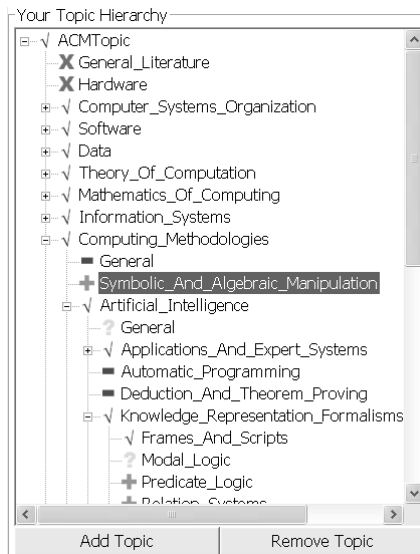 Your Topic Hierarchy
ACMTopic
General_Literature
Hardware
Computer_Systems_Organization
Software
Data
Theory_Of_Computation
Mathematics_Of_Computing
Information_Systems
Computing_Methodologies
General
Symbolic_And_Algebraic_Manipulation
Artificial_Intelligence
General
Applications_And_Expert_Systems
Automatic_Programming
Deduction_And_Theorem_Proving
Knowledge_Representation_Formalisms
Frames_And_Scripts
Modal_Logic
Predicate_Logic
Relation_Systems
Add Topic Remove Topic